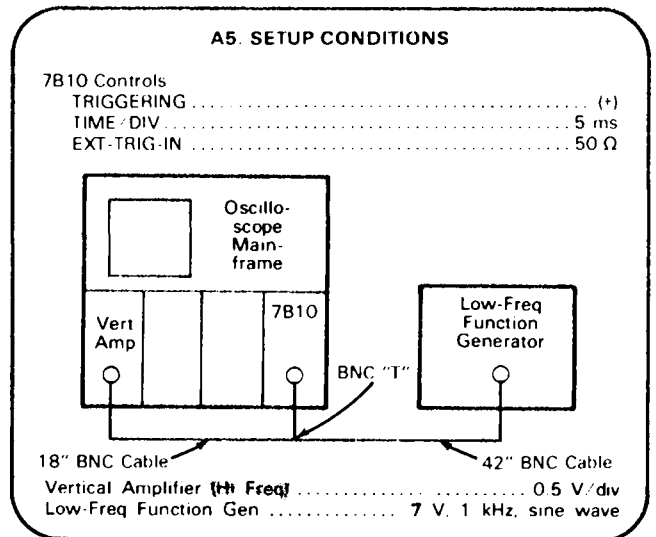 A5. SETUP CONDITIONS
7B10 Controls
TRIGGERING ........................................ (+)
TIME/DIV ........................................ 5 ms
EXT-TRIG-IN ........................................ 50 Ω
Oscillo-
scope
Main-
frame
Vert
Amp
7B10
BNC "T"
Low-Freq
Function
Generator
18" BNC Cable
42" BNC Cable
Vertical Amplifier (Hi Freq) .................... 0.5 V/div
Low-Freq Function Gen ............. 7 V, 1 kHz, sine wave